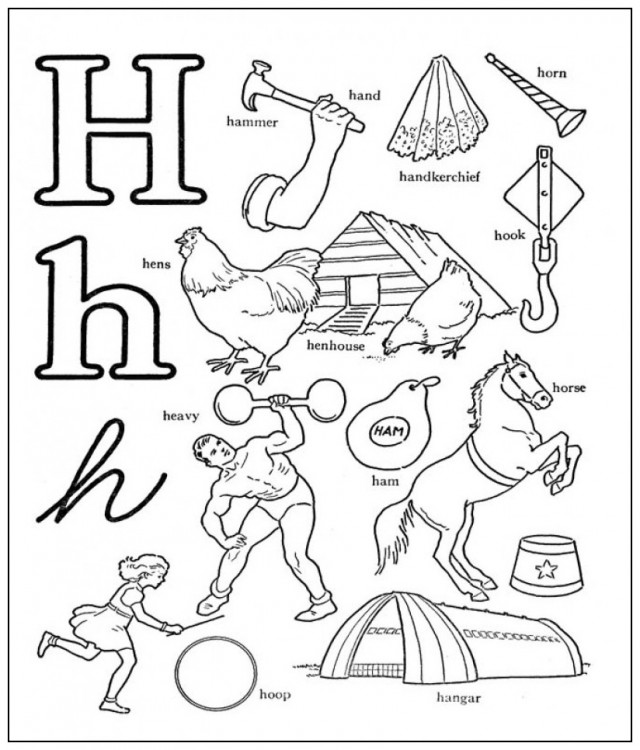 H
hammer
hand
handkerchief
horn
hook
h
hens
henhouse
heavy
HAM
ham
horse
h
hoop
hangar